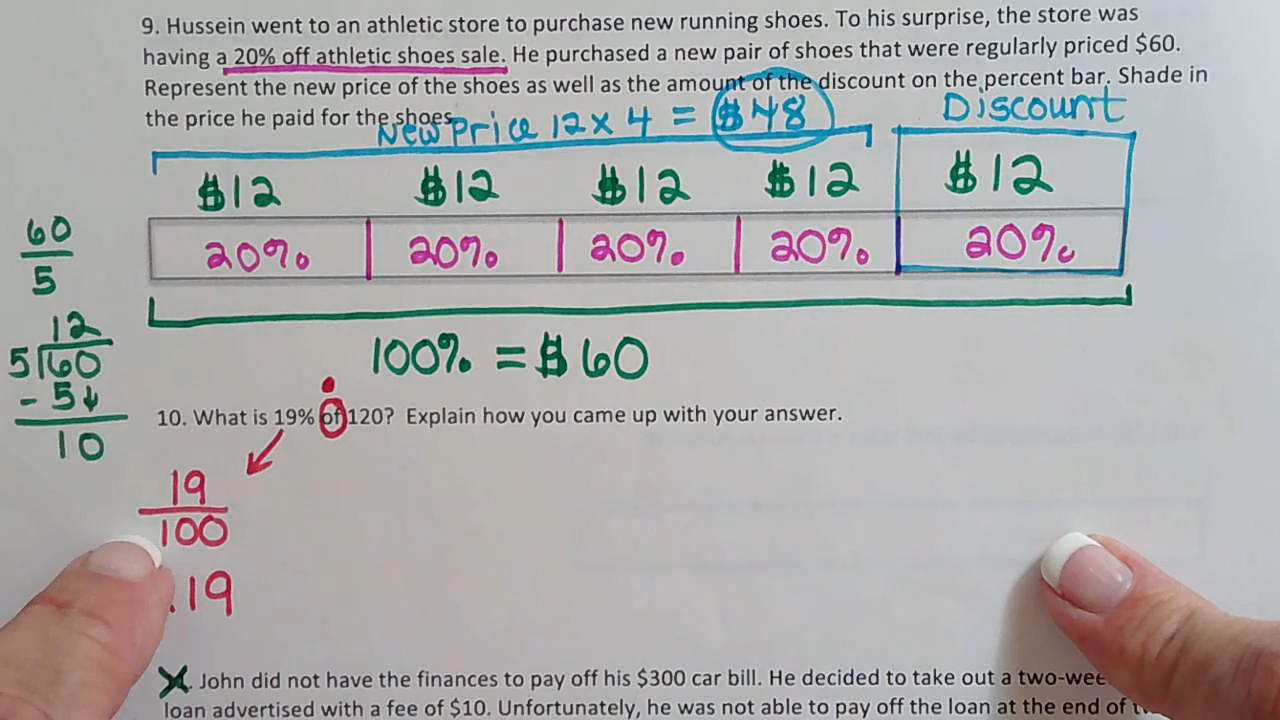 9. Hussein went to an athletic store to purchase new running shoes. To his surprise, the store was
having a 20% off athletic shoes sale. He purchased a new pair of shoes that were regularly priced $60.
Represent the new price of the shoes as well as the amount of the discount on the percent bar. Shade in
the price he paid for the shoes.
New Price 12 x 4 = $48
Discount
$12 $12 $12 $12 $12
20% 20% 20% 20% 20%
60
5
12
5 60
- 5
10
100% = $60
10. What is 19% of 120? Explain how you came up with your answer.
19
100
.19
John did not have the finances to pay off his $300 car bill. He decided to take out a
loan advertised with a fee of $10. Unfortunately, he was not able to pay off the loan at the end of